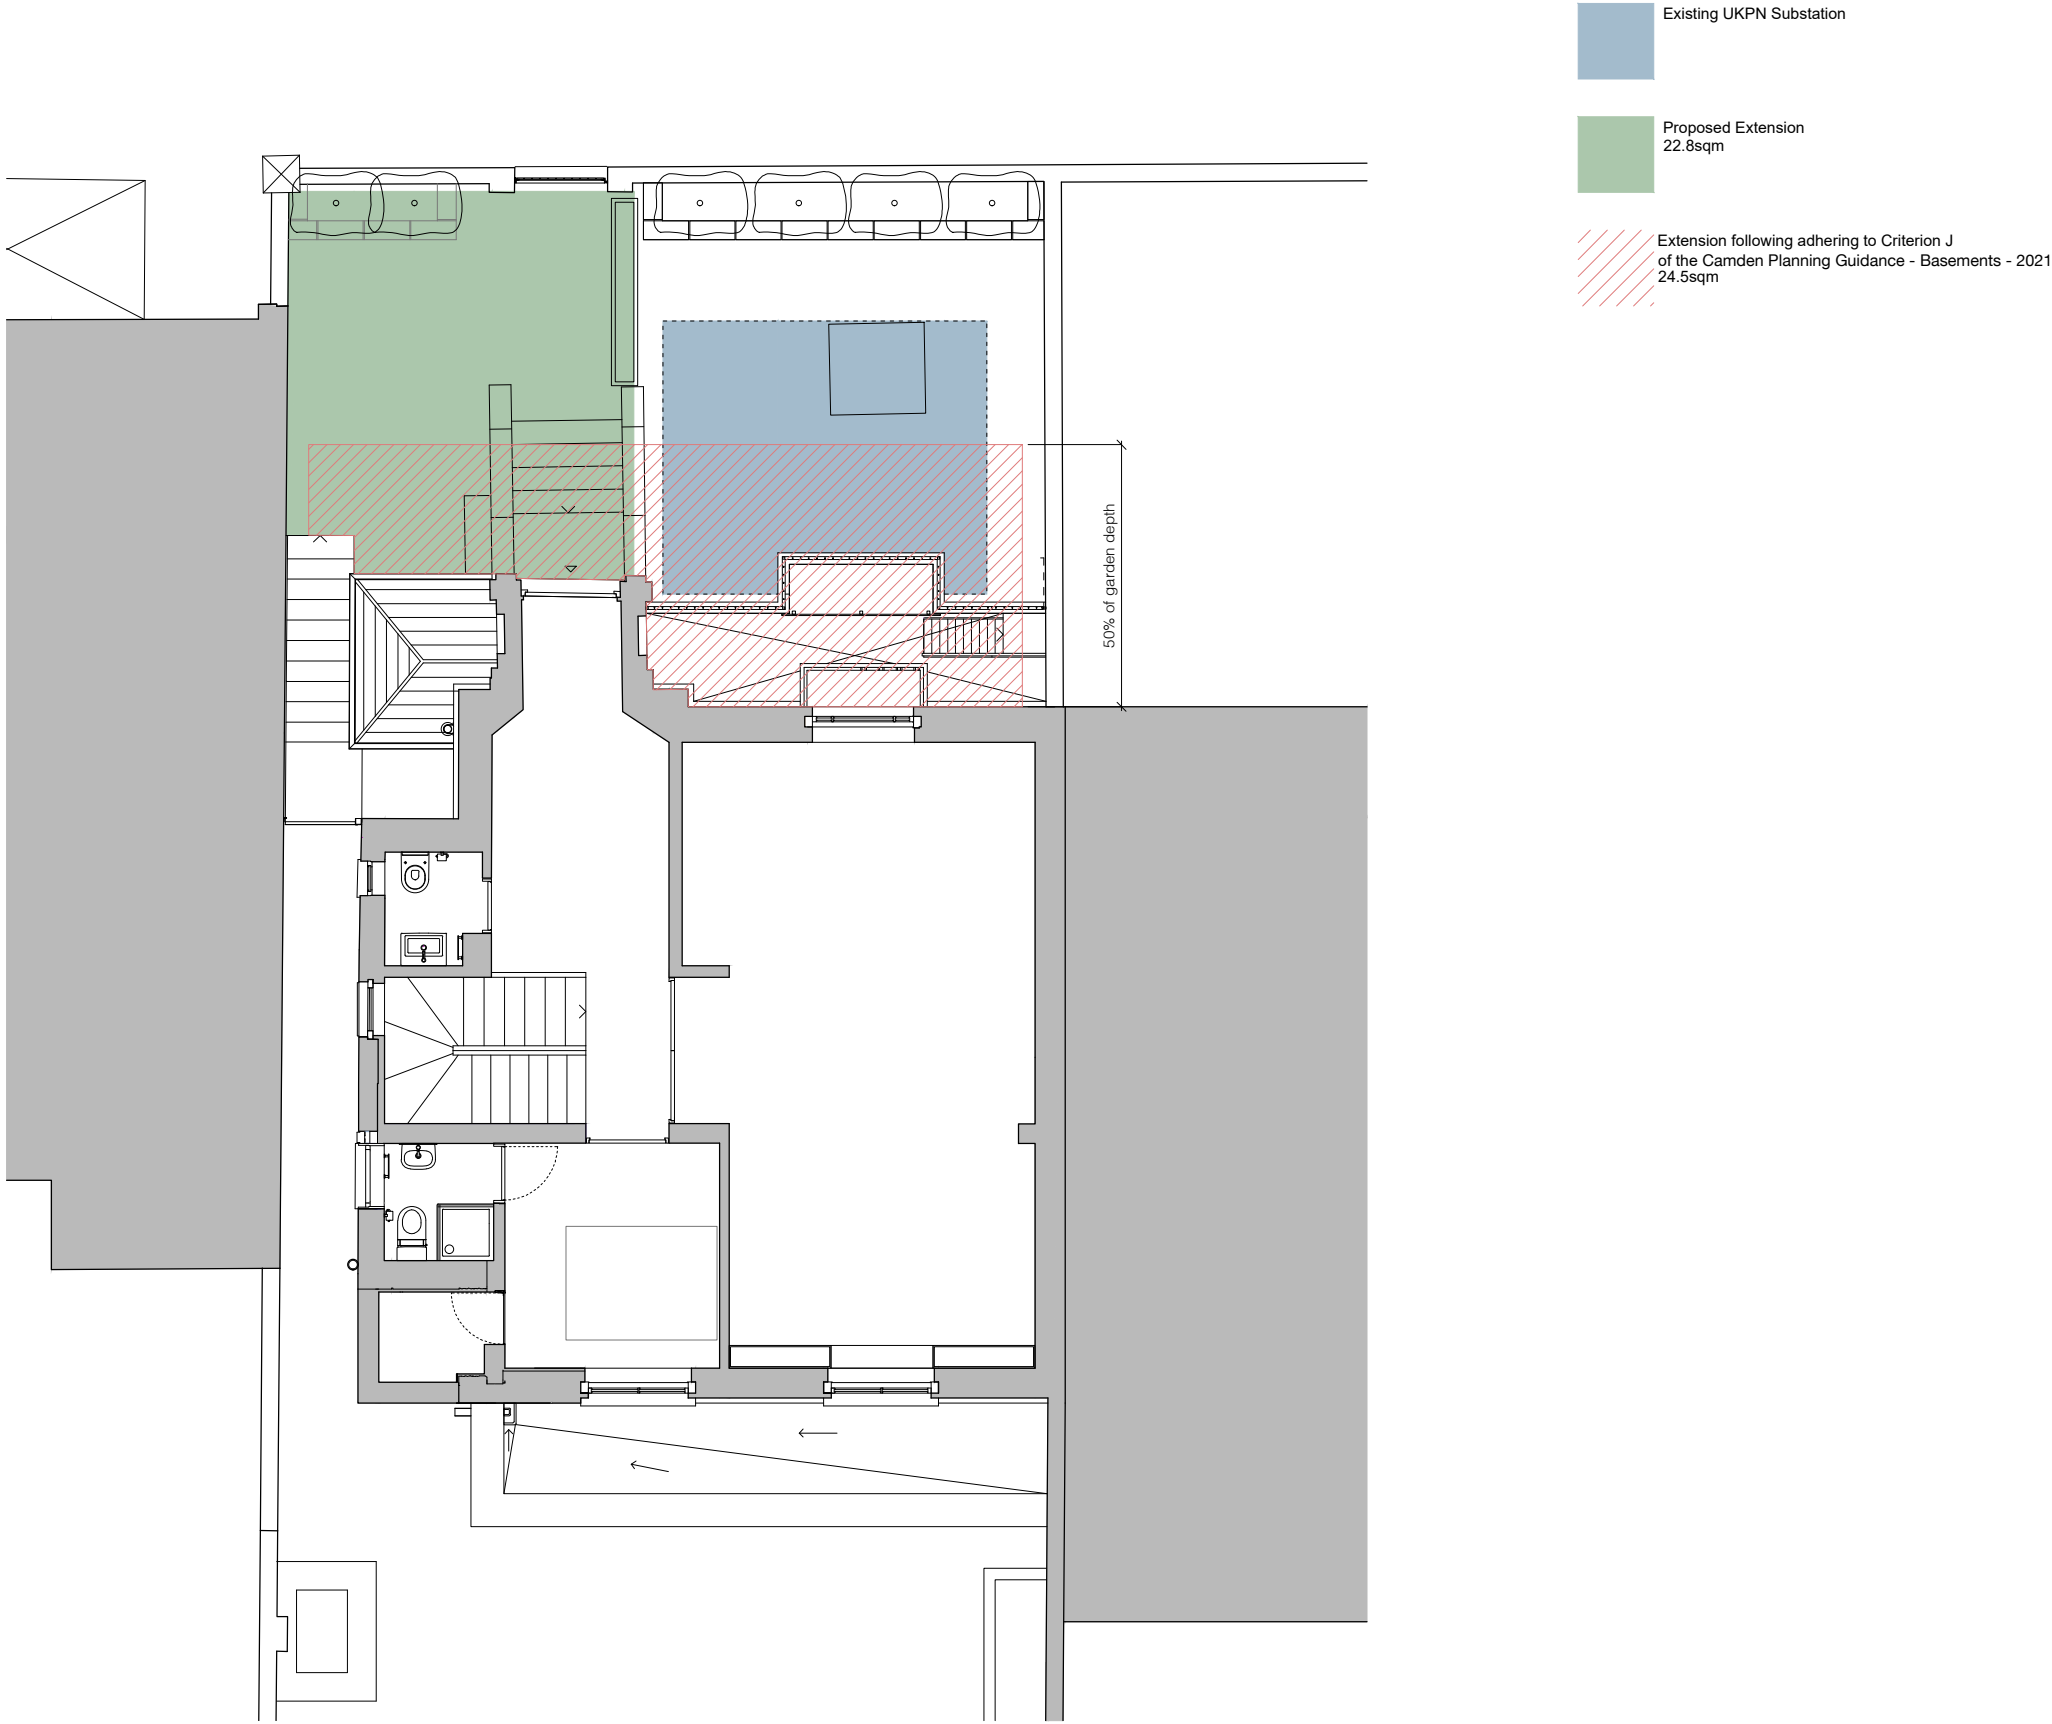 Existing UKPN Substation
Proposed Extension
22.8sqm
Extension following adhering to Criterion J
of the Camden Planning Guidance - Basements - 2021
24.5sqm
50% of garden depth